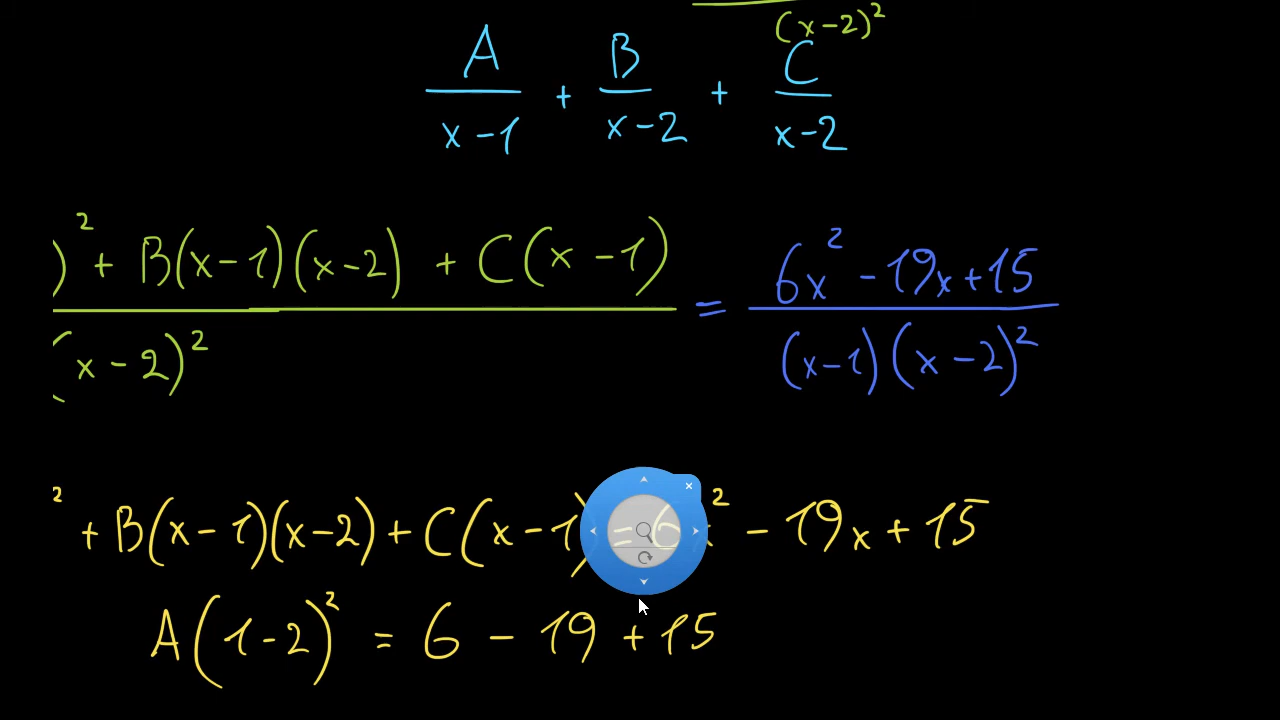 (x-2)²
A/(x-1) + B/(x-2) + C/(x-2)
)² + B(x-1)(x-2) + C(x-1) = 6x² - 19x + 15
(x-2)² (x-1)(x-2)²
² + B(x-1)(x-2) + C(x-1) = 6x² - 19x + 15
A(1-2)² = 6 - 19 + 15